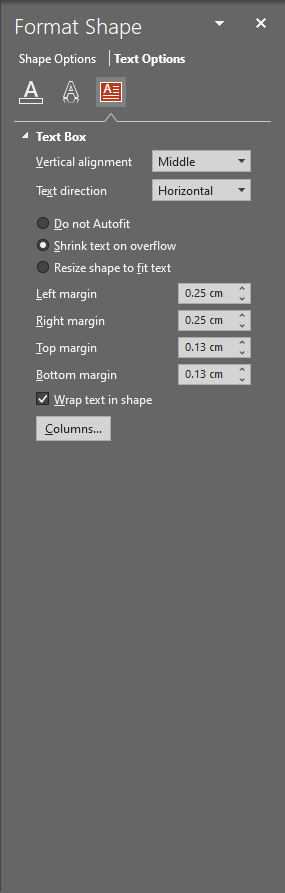 Format Shape
Shape Options Text Options
A A A
Text Box
Vertical alignment Middle
Text direction Horizontal
Do not Autofit
Shrink text on overflow
Resize shape to fit text
Left margin 0.25 cm
Right margin 0.25 cm
Top margin 0.13 cm
Bottom margin 0.13 cm
Wrap text in shape
Columns...